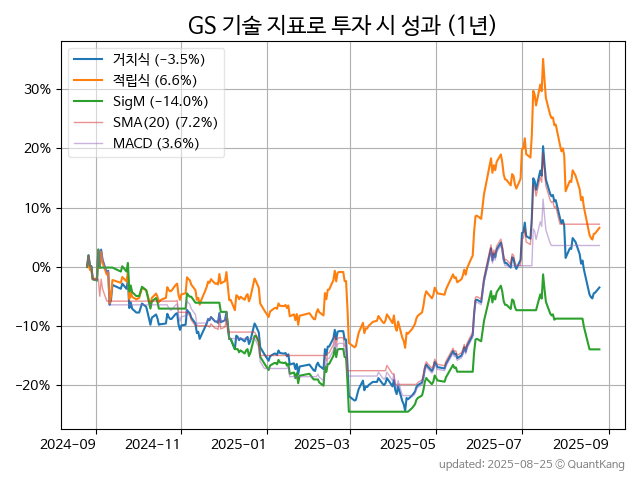 GS 기술 지표로 투자 시 성과 (1년)
거치식 (−3.5%)
적립식 (6.6%)
SigM (−14.0%)
SMA(20) (7.2%)
MACD (3.6%)
30%
20%
10%
0%
−10%
−20%
2024-09 2024-11 2025-01 2025-03 2025-05 2025-07 2025-09
updated: 2025-08-25 © QuantKang